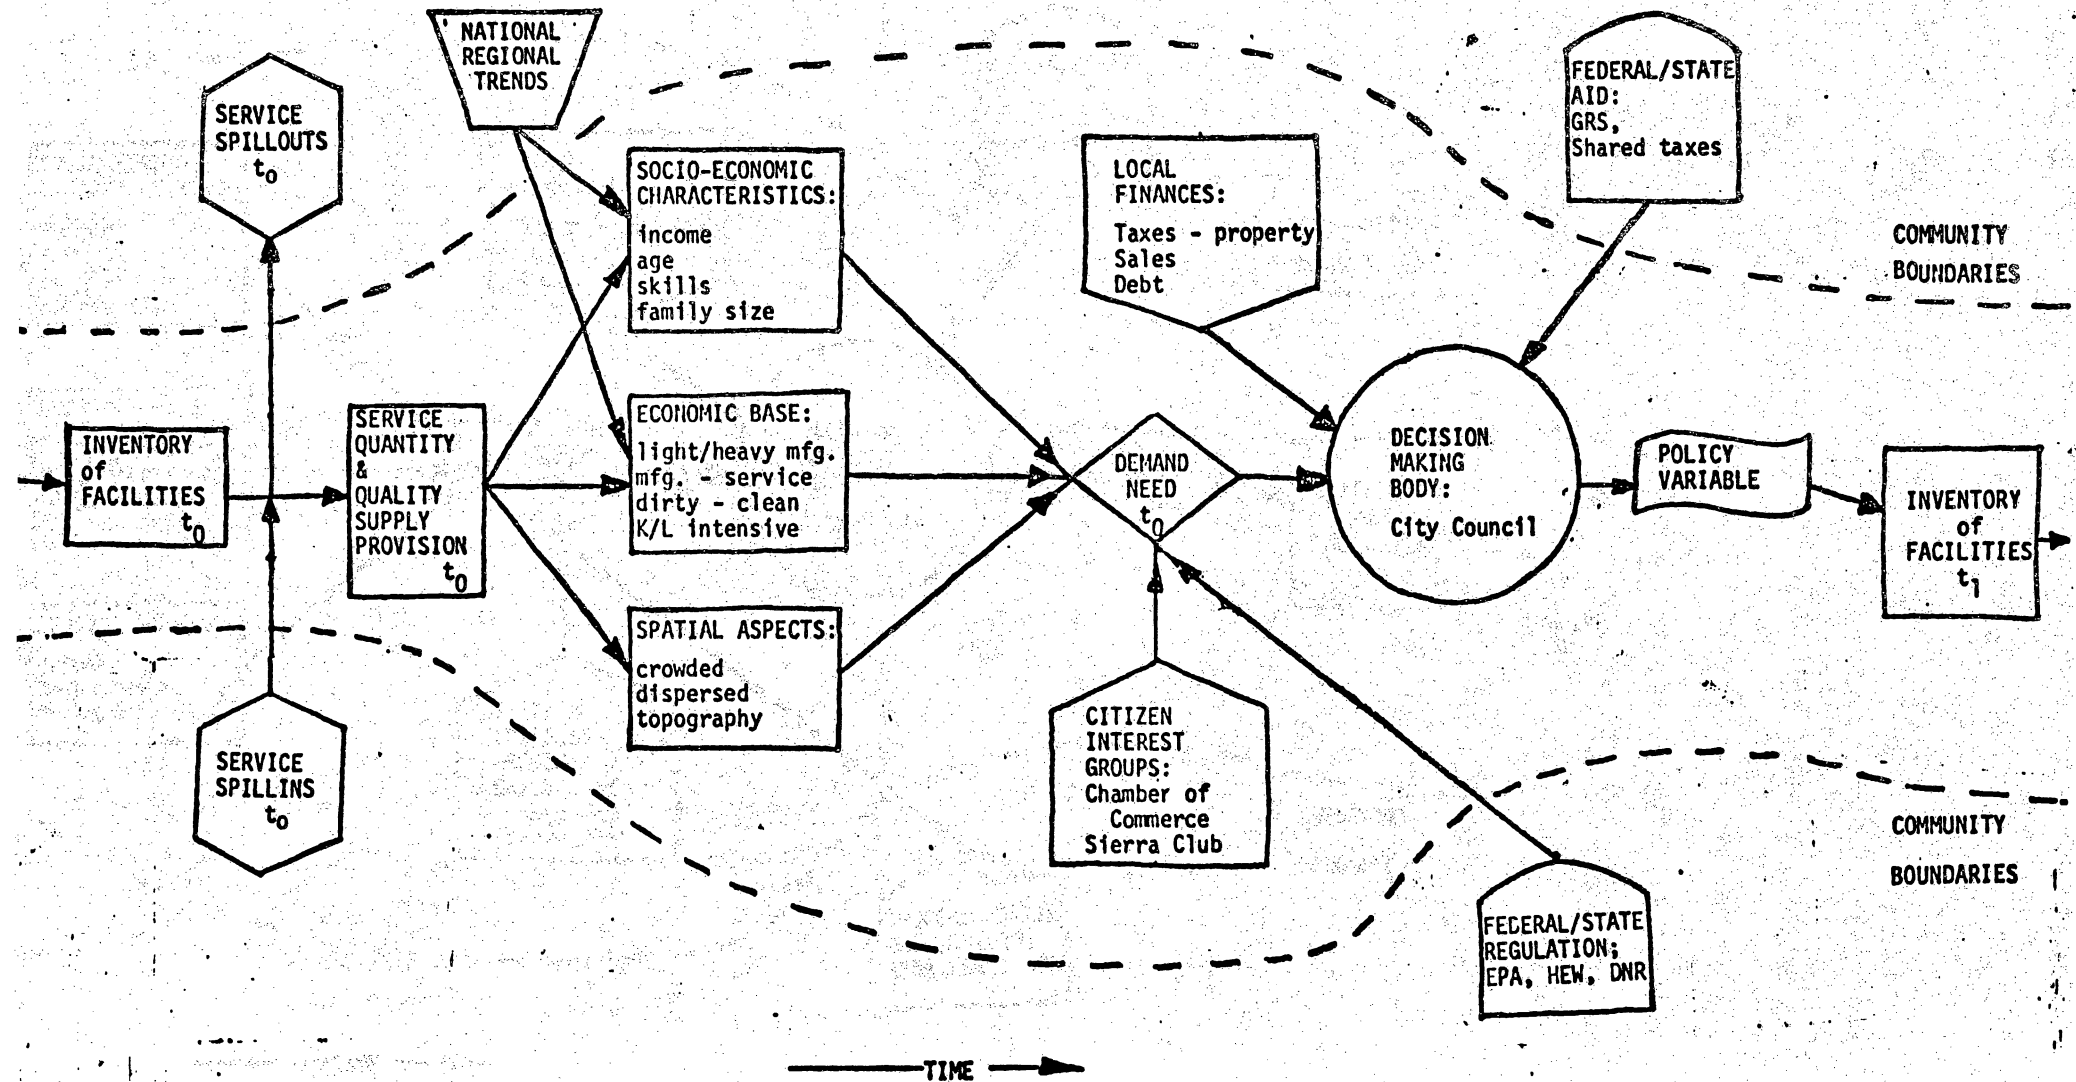 NATIONAL
REGIONAL
TRENDS
SERVICE
SPILLOUTS
t0
SOCIO-ECONOMIC
CHARACTERISTICS:
income
age
skills
family size
LOCAL
FINANCES:
Taxes - property
Sales
Debt
FEDERAL/STATE
AID:
GRS,
Shared taxes
COMMUNITY
BOUNDARIES
INVENTORY
of
FACILITIES
t0
SERVICE
QUANTITY
&
QUALITY
SUPPLY
PROVISION
t0
ECONOMIC BASE:
light/heavy mfg.
mfg. - service
dirty - clean
K/L intensive
DEMAND
NEED
t0
DECISION
MAKING
BODY:
City Council
POLICY
VARIABLE
INVENTORY
of
FACILITIES
t1
SPATIAL ASPECTS:
crowded
dispersed
topography
SERVICE
SPILLINS
t0
CITIZEN
INTEREST
GROUPS:
Chamber of
Commerce
Sierra Club
COMMUNITY
BOUNDARIES
FEDERAL/STATE
REGULATION;
EPA, HEW, DNR
TIME